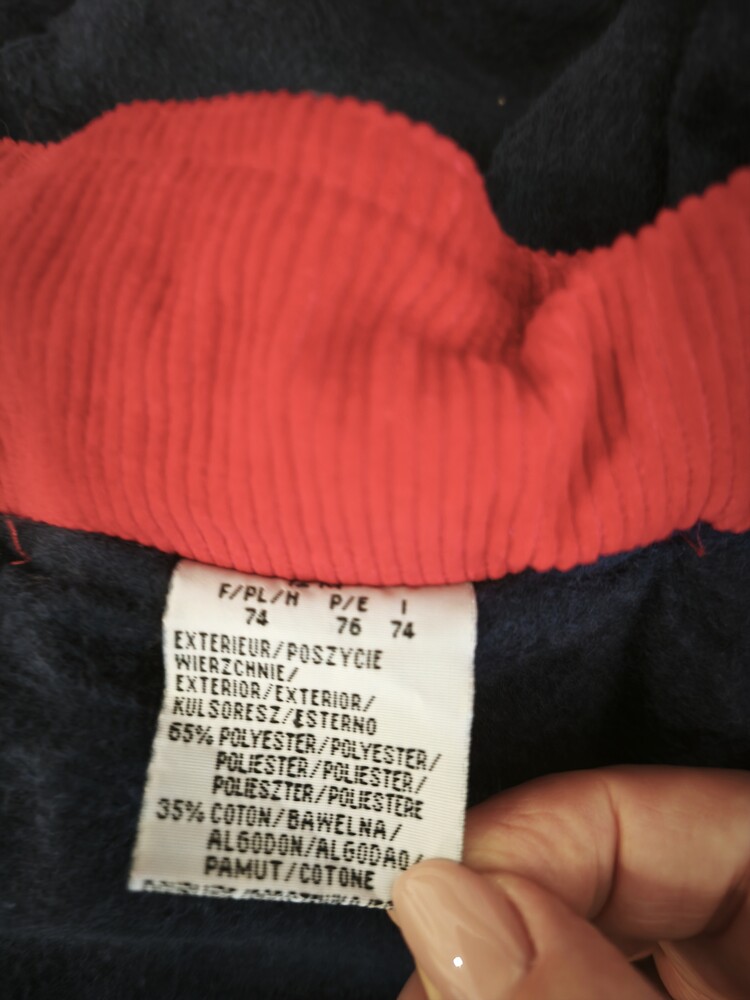 F/PL/H P/E I
74 76 74
EXTERIEUR/POSZYCIE
WIERZCHNIE/
EXTERIOR/EXTERIOR/
KULSORESZ/ESTERNO
65% POLYESTER/POLYESTER/
POLIESTER/POLIESTER/
POLIESZTER/POLIESTERE
35% COTON/BAWELNA/
ALGODON/ALGODAO/
PAMUT/COTONE